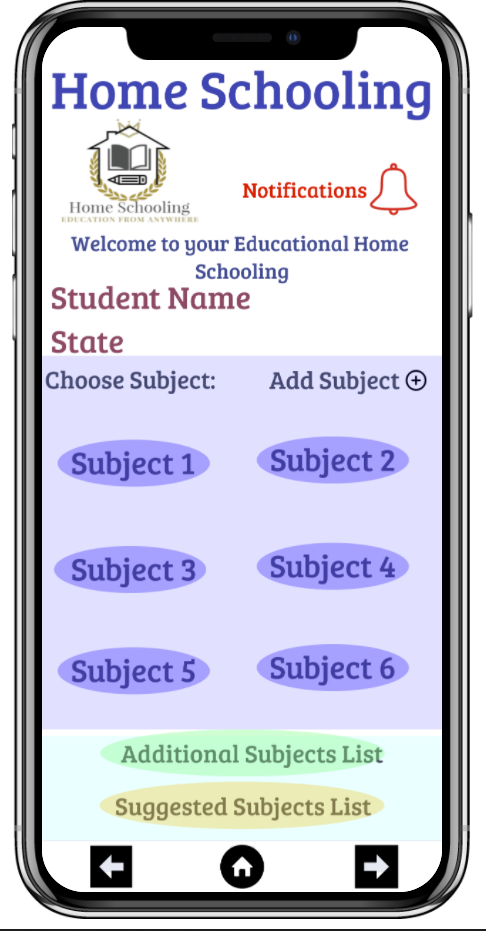 Home Schooling
Home Schooling
EDUCATION FROM ANYWHERE
Notifications
Welcome to your Educational Home
Schooling
Student Name
State
Choose Subject: Add Subject
Subject 1 Subject 2
Subject 3 Subject 4
Subject 5 Subject 6
Additional Subjects List
Suggested Subjects List